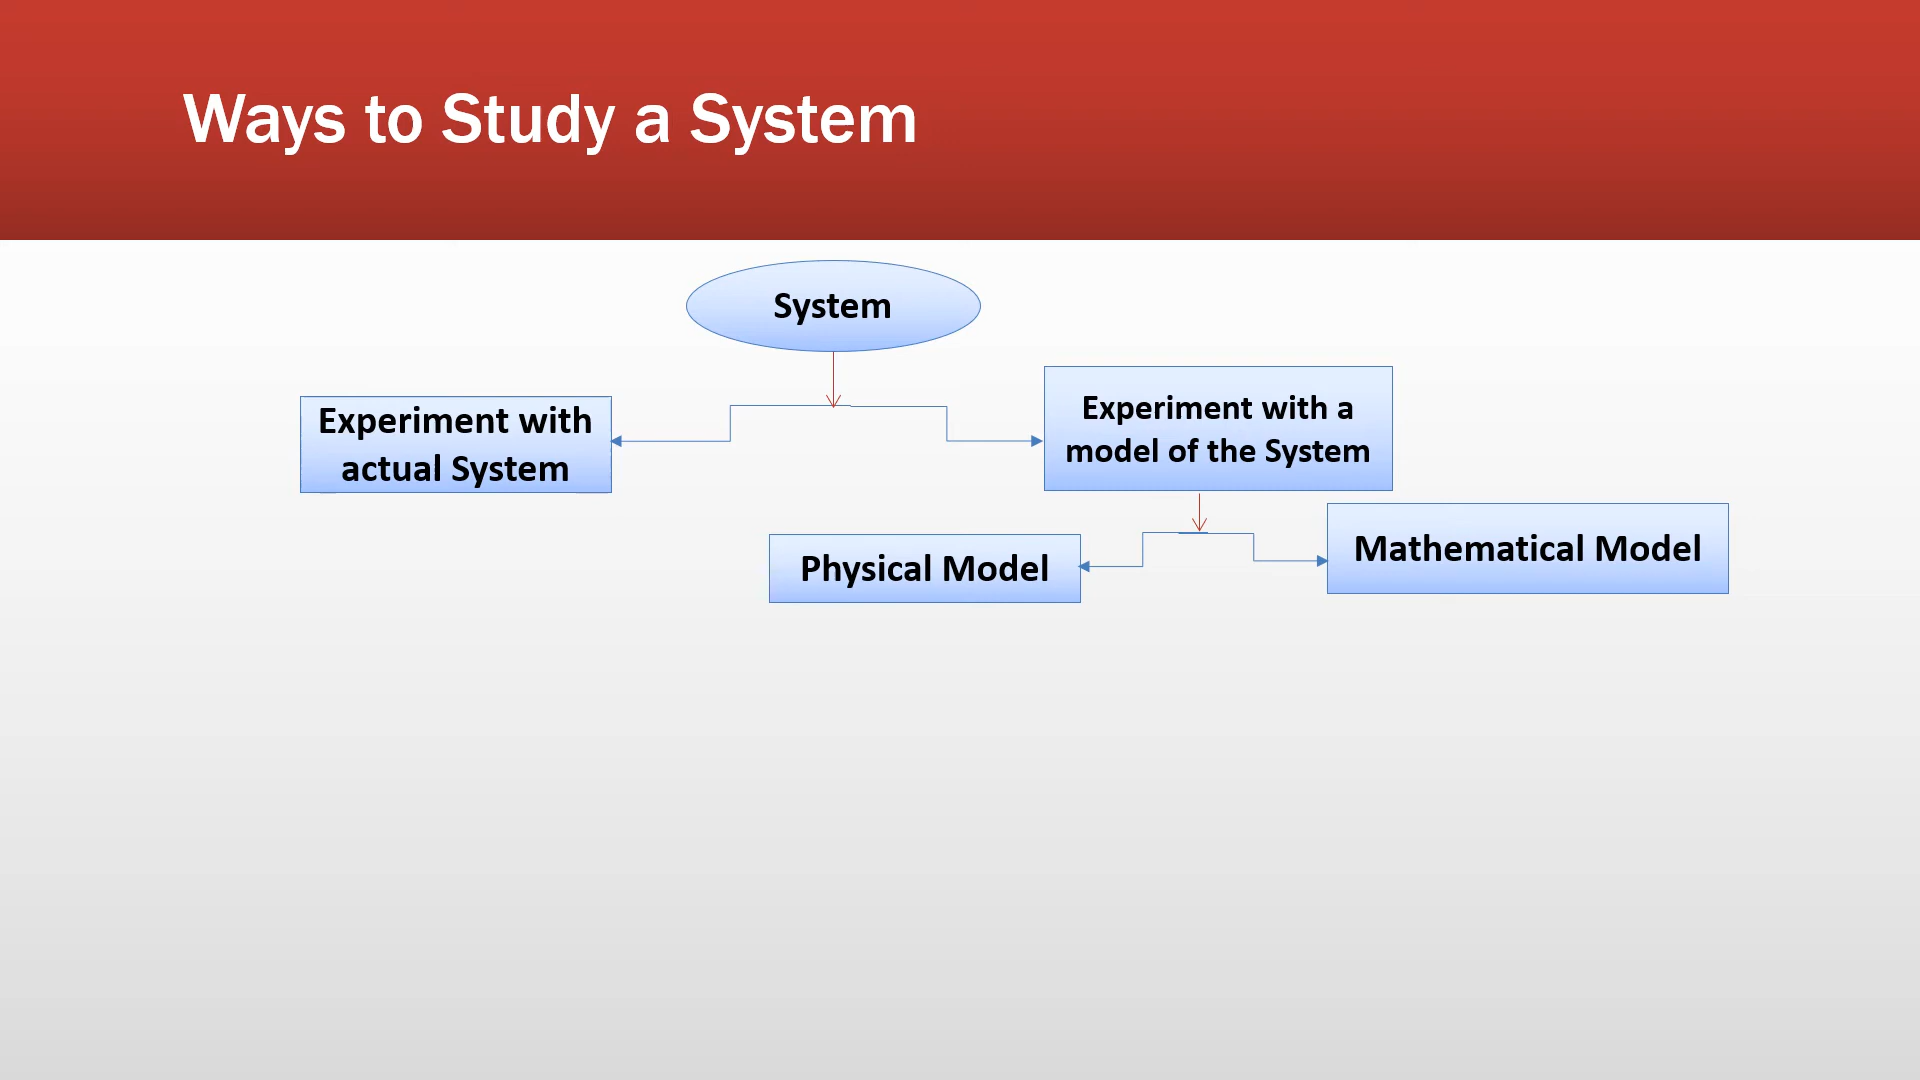 Ways to Study a System
System
Experiment with
actual System
Experiment with a
model of the System
Physical Model
Mathematical Model